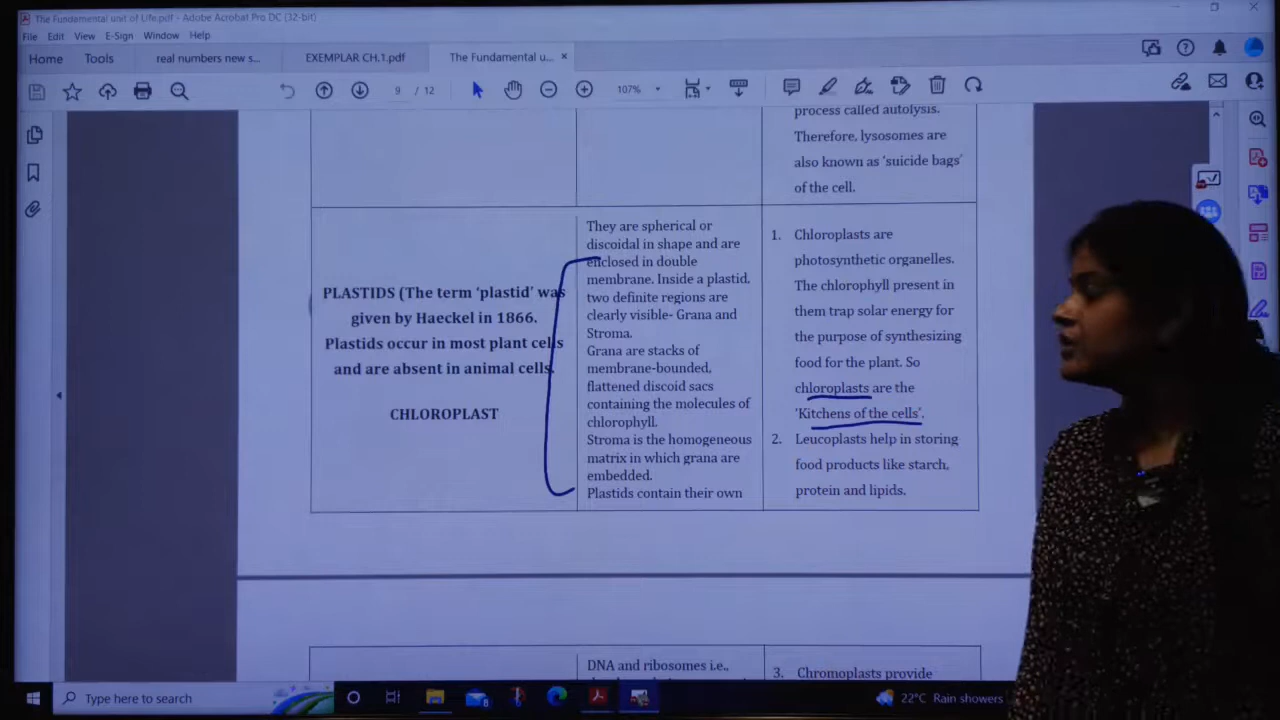 The Fundamental unit of Life.pdf - Adobe Acrobat Pro DC (32-bit)
File Edit View E-Sign Window Help
Home Tools real numbers new s... EXEMPLAR CH.1.pdf The Fundamental u... ×
9 / 12 107%
process called autolysis.
Therefore, lysosomes are
also known as ‘suicide bags’
of the cell.
PLASTIDS (The term ‘plastid’ was
given by Haeckel in 1866.
Plastids occur in most plant cells
and are absent in animal cells.
CHLOROPLAST
They are spherical or
discoidal in shape and are
enclosed in double
membrane. Inside a plastid,
two definite regions are
clearly visible- Grana and
Stroma.
Grana are stacks of
membrane-bounded,
flattened discoid sacs
containing the molecules of
chlorophyll.
Stroma is the homogeneous
matrix in which grana are
embedded.
Plastids contain their own
1. Chloroplasts are
photosynthetic organelles.
The chlorophyll present in
them trap solar energy for
the purpose of synthesizing
food for the plant. So
chloroplasts are the
‘Kitchens of the cells’.
2. Leucoplasts help in storing
food products like starch,
protein and lipids.
DNA and ribosomes i.e.,
3. Chromoplasts provide
Type here to search
8
22°C Rain showers